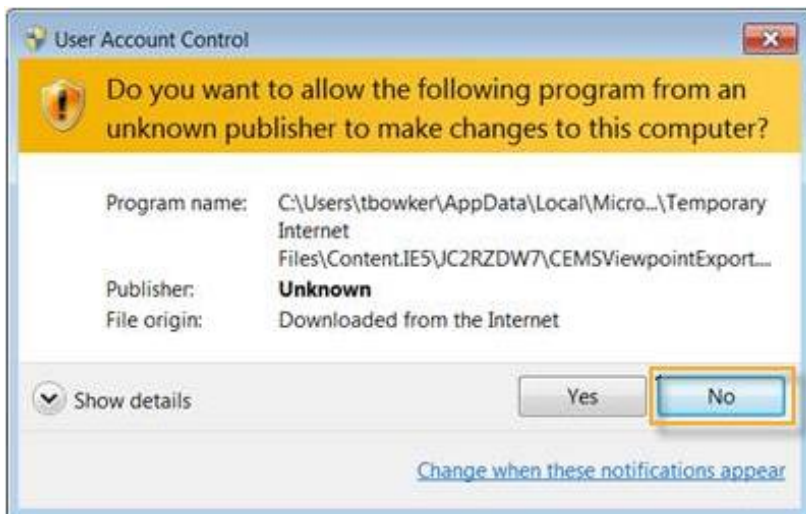 User Account Control
Do you want to allow the following program from an
unknown publisher to make changes to this computer?
Program name: C:\Users\tbowker\AppData\Local\Micro...\Temporary
Internet
Files\Content.IE5\JC2RZDW7\CEMSViewpointExport....
Publisher: Unknown
File origin: Downloaded from the Internet
Show details Yes No
Change when these notifications appear